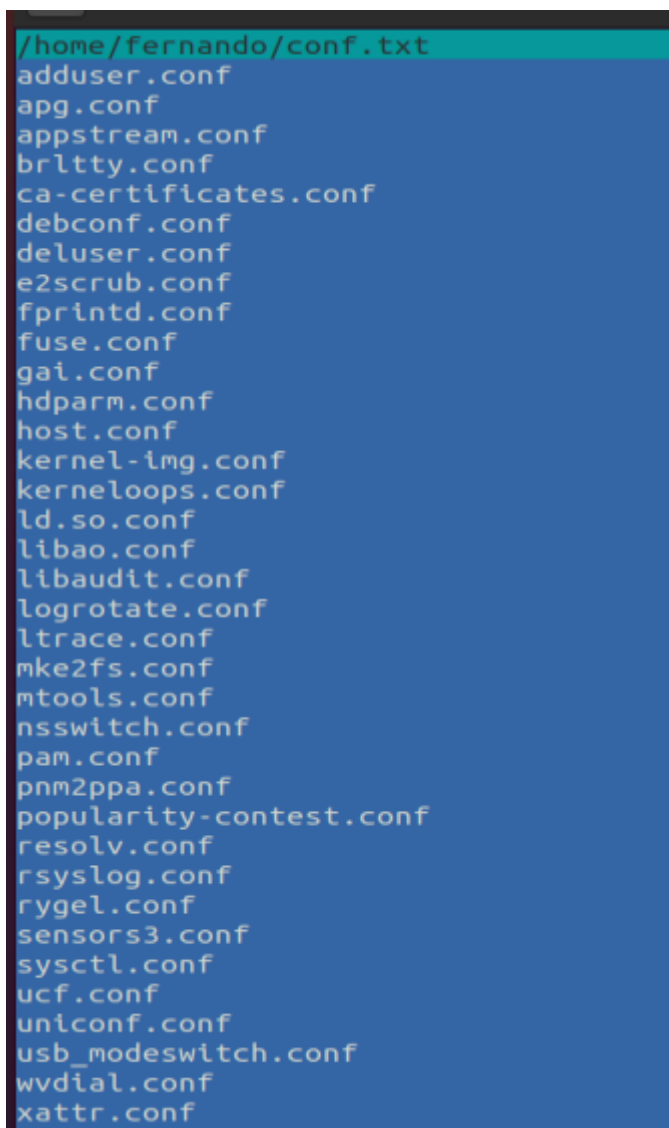 /home/fernando/conf.txt
adduser.conf
apg.conf
appstream.conf
brltty.conf
ca-certificates.conf
debconf.conf
deluser.conf
e2scrub.conf
fprintd.conf
fuse.conf
gai.conf
hdparm.conf
host.conf
kernel-img.conf
kerneloops.conf
ld.so.conf
libao.conf
libaudit.conf
logrotate.conf
ltrace.conf
mke2fs.conf
mtools.conf
nsswitch.conf
pam.conf
pnm2ppa.conf
popularity-contest.conf
resolv.conf
rsyslog.conf
rygel.conf
sensors3.conf
sysctl.conf
ucf.conf
uniconf.conf
usb_modeswitch.conf
wvdial.conf
xattr.conf